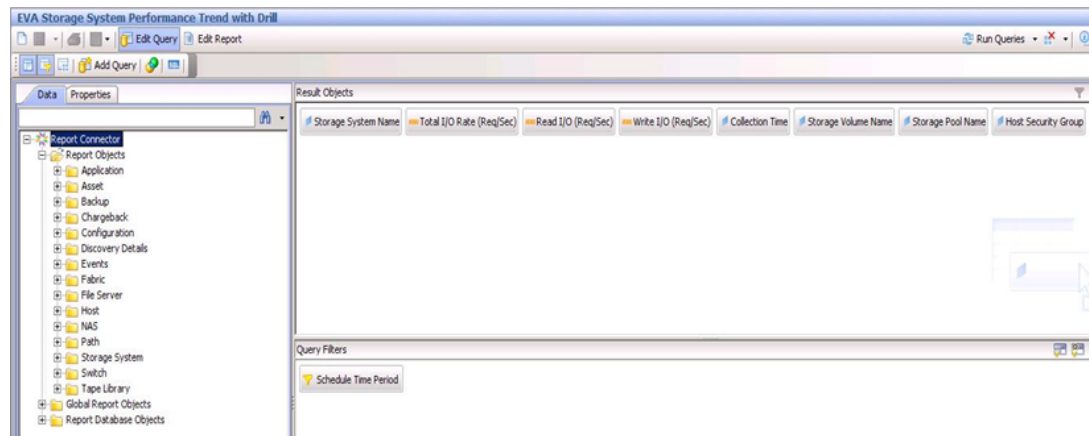 EVA Storage System Performance Trend with Drill
Edit Query Edit Report Run Queries
Add Query
Data Properties
Report Connector
Report Objects
Application
Asset
Backup
Chargeback
Configuration
Discovery Details
Events
Fabric
File Server
Host
NAS
Path
Storage System
Switch
Tape Library
Global Report Objects
Report Database Objects
Result Objects
Storage System Name Total I/O Rate (Req/Sec) Read I/O (Req/Sec) Write I/O (Req/Sec) Collection Time Storage Volume Name Storage Pool Name Host Security Group
Query Filters
Schedule Time Period